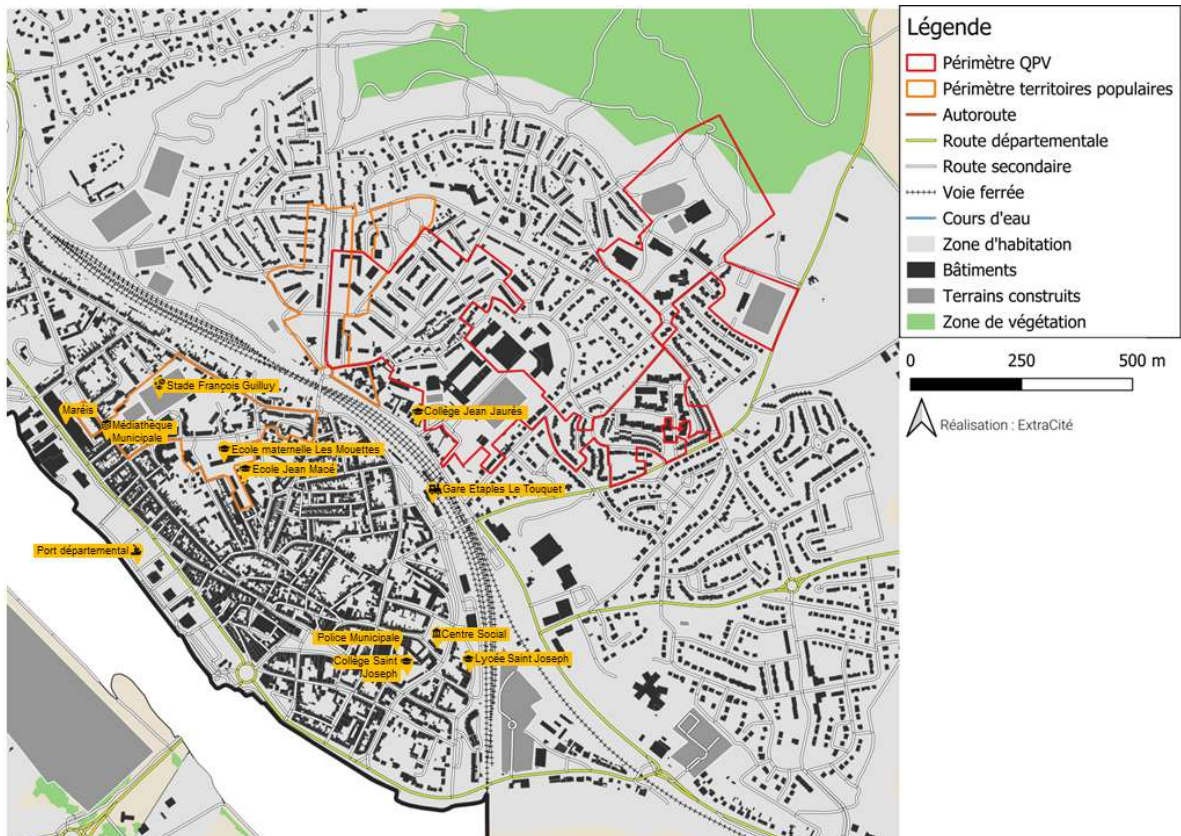 Légende
Périmètre QPV
Périmètre territoires populaires
Autoroute
Route départementale
Route secondaire
Voie ferrée
Cours d'eau
Zone d'habitation
Bâtiments
Terrains construits
Zone de végétation
0 250 500 m
Réalisation : ExtraCité
Stade François Guilluy
Maréis
Médiathèque
Municipale
Collège Jean Jaurés
Ecole maternelle Les Mouettes
Ecole Jean Macé
Gare Etaples Le Touquet
Port départemental
Police Municipale
Centre Social
Collège Saint
Joseph
Lycée Saint Joseph